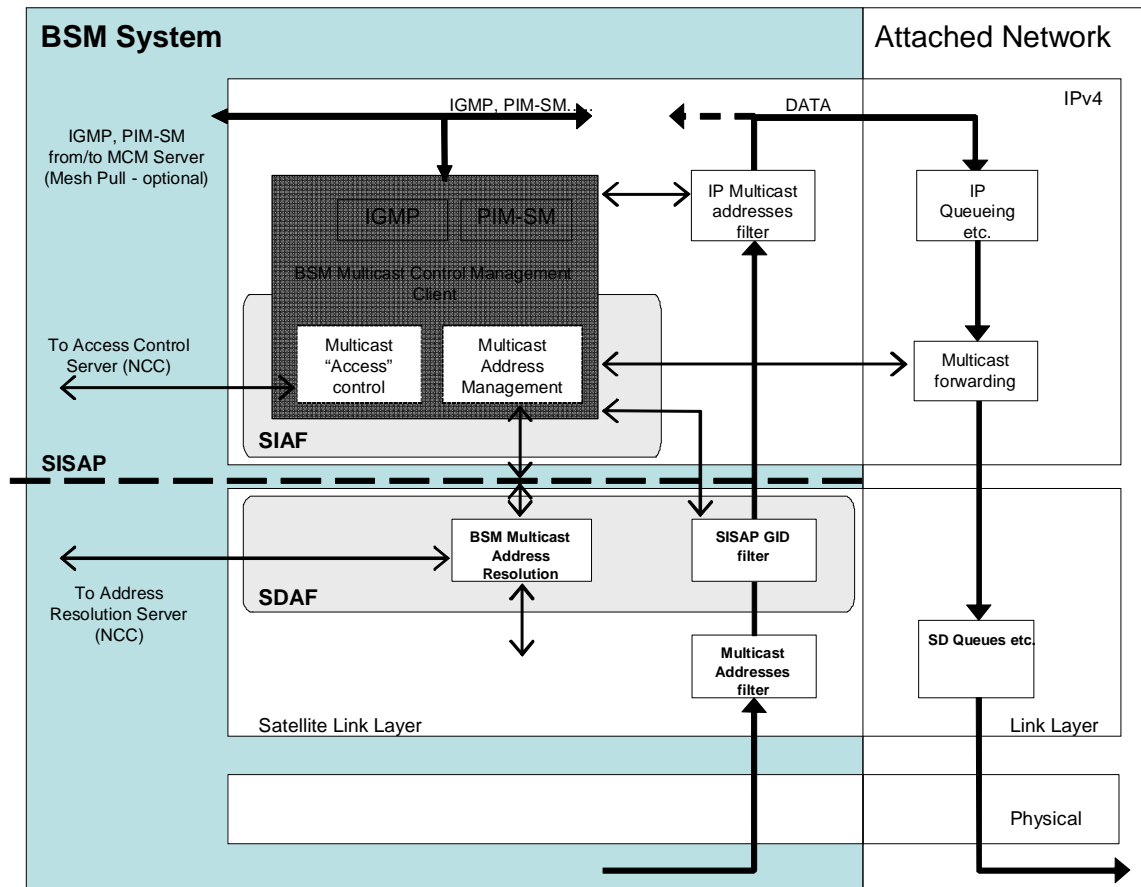 BSM System
Attached Network
IGMP, PIM-SM.....
DATA
IPv4
IGMP, PIM-SM
from/to MCM Server
(Mesh Pull - optional)
IP Multicast
addresses
filter
IP
Queueing
etc.
IGMP
PIM-SM
BSM Multicast Control Management
Client
To Access Control
Server (NCC)
Multicast
“Access”
control
Multicast
Address
Management
Multicast
forwarding
SIAF
SISAP
BSM Multicast
Address
Resolution
SISAP GID
filter
To Address
Resolution Server
(NCC)
SDAF
Multicast
Addresses
filter
SD Queues etc.
Satellite Link Layer
Link Layer
Physical